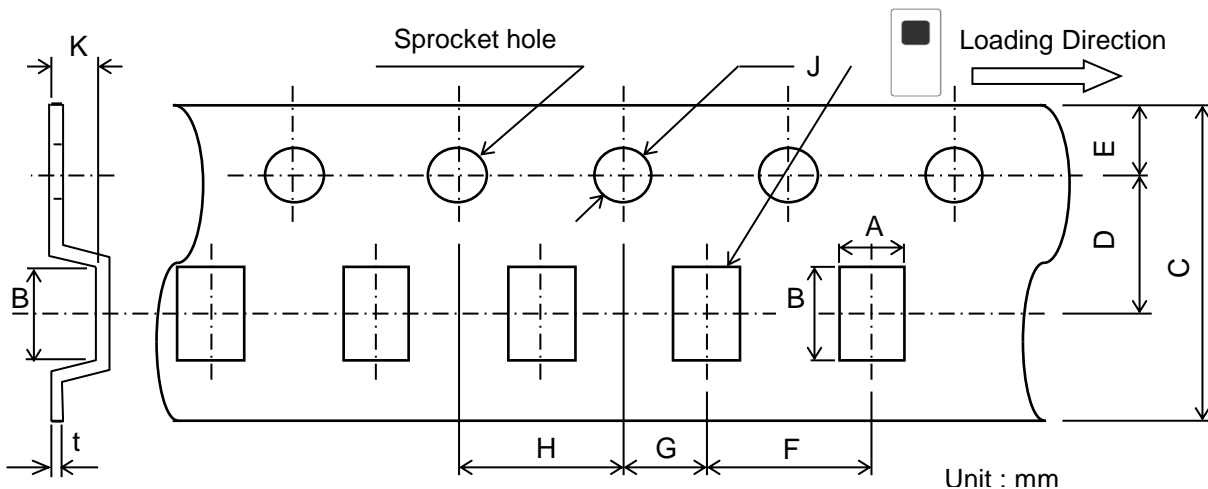 K
Sprocket hole
J
Loading Direction
E
A
D
B
B
C
t
H
G
F
Unit : mm